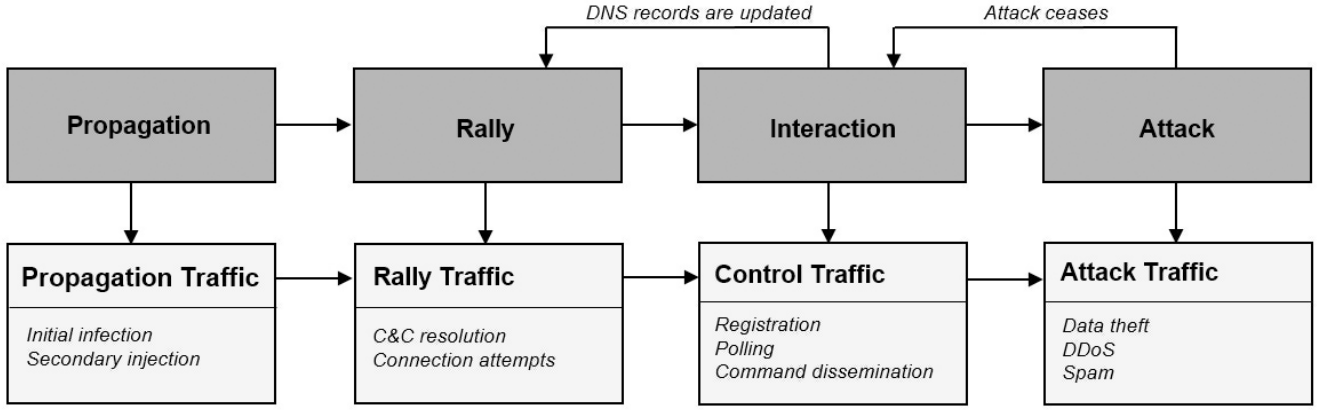 DNS records are updated
Attack ceases
Propagation
Rally
Interaction
Attack
Propagation Traffic
Initial infection
Secondary injection
Rally Traffic
C&C resolution
Connection attempts
Control Traffic
Registration
Polling
Command dissemination
Attack Traffic
Data theft
DDoS
Spam